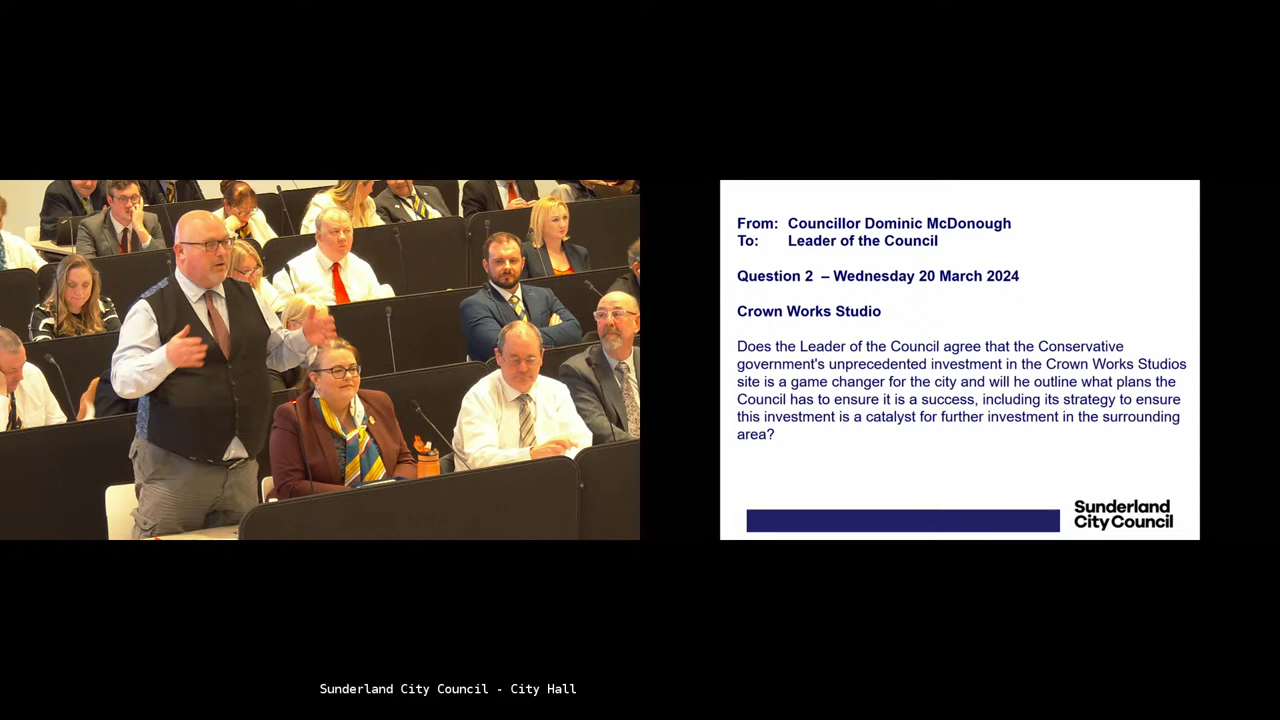 From: Councillor Dominic McDonough
To: Leader of the Council
Question 2 – Wednesday 20 March 2024
Crown Works Studio
Does the Leader of the Council agree that the Conservative
government's unprecedented investment in the Crown Works Studios
site is a game changer for the city and will he outline what plans the
Council has to ensure it is a success, including its strategy to ensure
this investment is a catalyst for further investment in the surrounding
area?
Sunderland
City Council
Sunderland City Council - City Hall